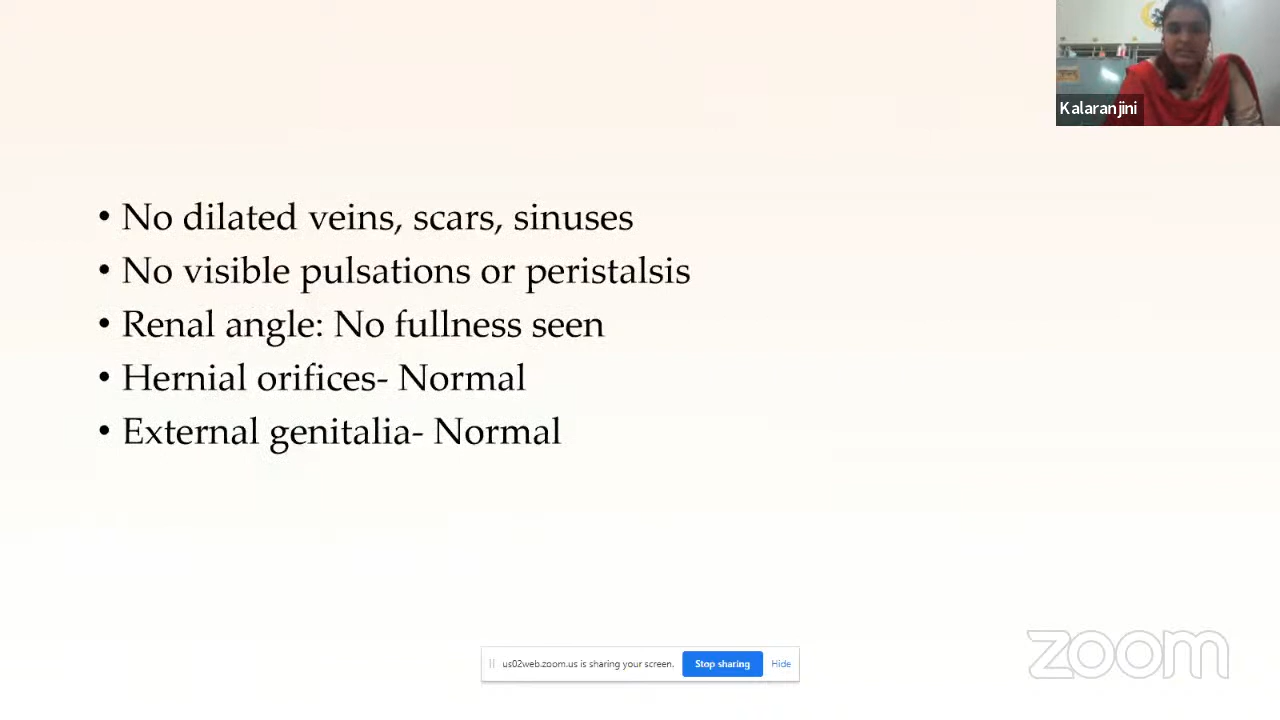 Kalaranjini
• No dilated veins, scars, sinuses
• No visible pulsations or peristalsis
• Renal angle: No fullness seen
• Hernial orifices- Normal
• External genitalia- Normal
us02web.zoom.us is sharing your screen. Stop sharing Hide
zoom